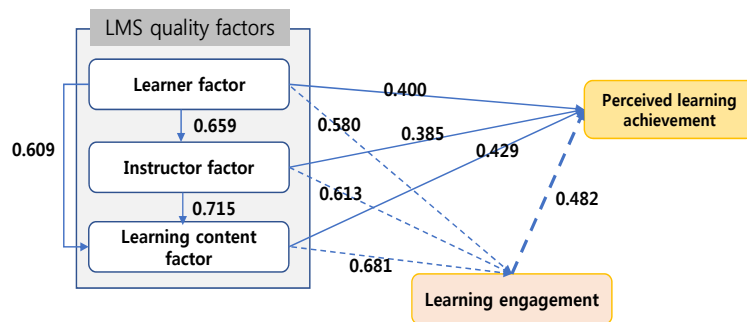 LMS quality factors
Learner factor
0.400
Perceived learning
achievement
0.659
0.580
0.385
0.609
Instructor factor
0.429
0.715
0.613
0.482
Learning content
factor
0.681
Learning engagement